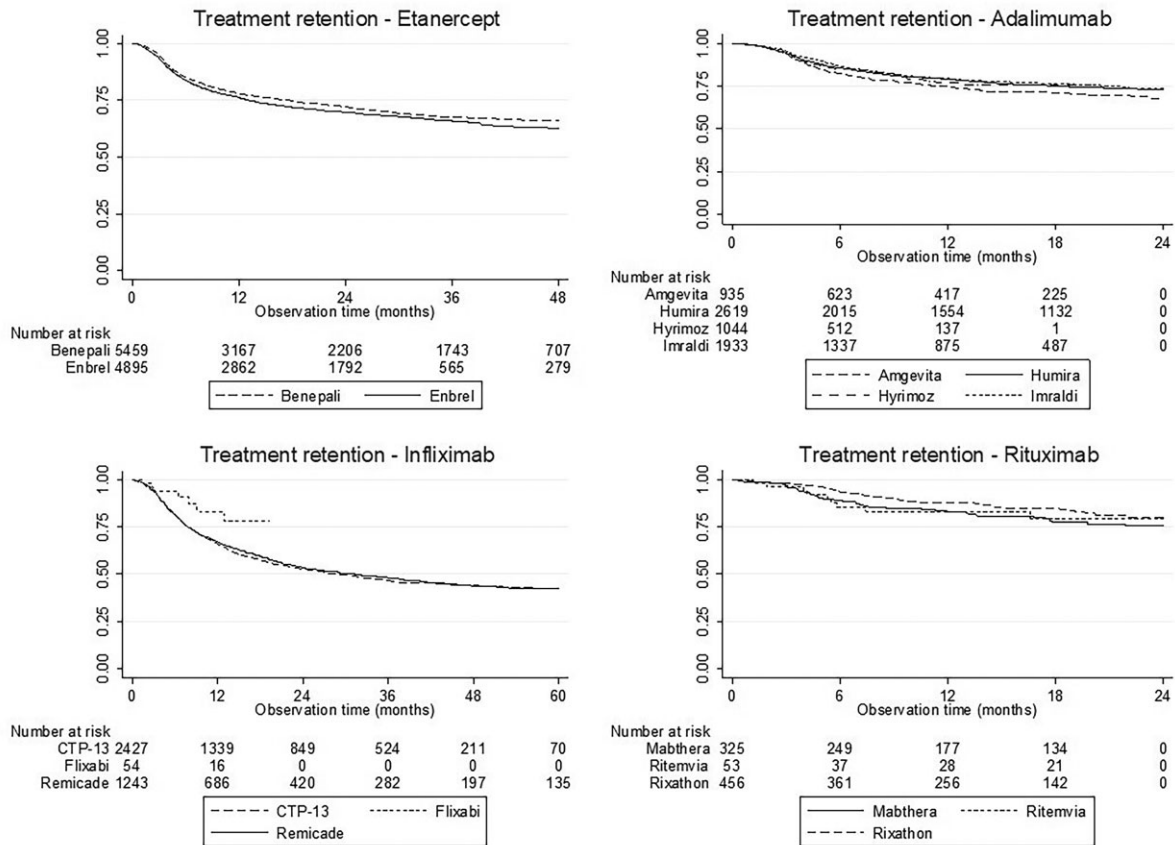 Treatment retention - Etanercept
1.00
0.75
0.50
0.25
0.00
0 12 24 36 48
Observation time (months)
Number at risk
Benepali 5459 3167 2206 1743 707
Enbrel 4895 2862 1792 565 279
Benepali Enbrel
Treatment retention - Adalimumab
1.00
0.75
0.50
0.25
0.00
0 6 12 18 24
Observation time (months)
Number at risk
Amgevita 935 623 417 225 0
Humira 2619 2015 1554 1132 0
Hyrimoz 1044 512 137 1 0
Imraldi 1933 1337 875 487 0
Amgevita Humira
Hyrimoz Imraldi
Treatment retention - Infliximab
1.00
0.75
0.50
0.25
0.00
0 12 24 36 48 60
Observation time (months)
Number at risk
CTP-13 2427 1339 849 524 211 70
Flixabi 54 16 0 0 0 0
Remicade 1243 686 420 282 197 135
CTP-13 Flixabi
Remicade
Treatment retention - Rituximab
1.00
0.75
0.50
0.25
0.00
0 6 12 18 24
Observation time (months)
Number at risk
Mabthera 325 249 177 134 0
Ritemvia 53 37 28 21 0
Rixathon 456 361 256 142 0
Mabthera Ritemvia
Rixathon